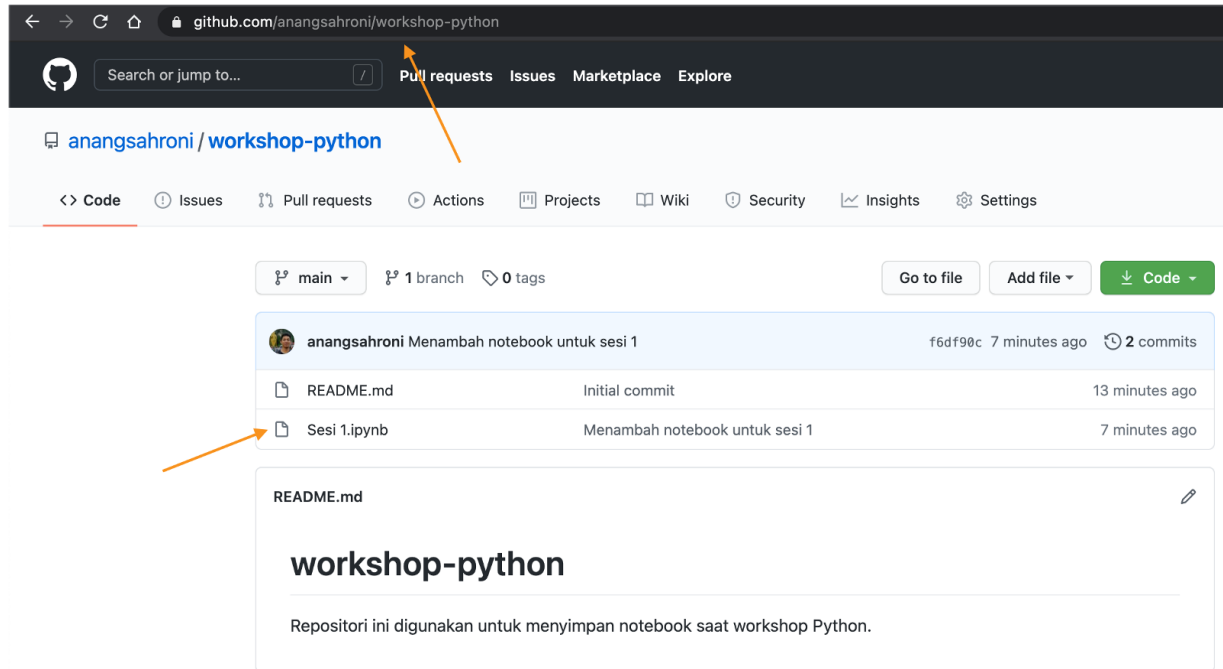 github.com/anangsahroni/workshop-python
Search or jump to... / Pull requests Issues Marketplace Explore
anangsahroni / workshop-python
<> Code Issues Pull requests Actions Projects Wiki Security Insights Settings
main 1 branch 0 tags Go to file Add file Code
anangsahroni Menambah notebook untuk sesi 1 f6df90c 7 minutes ago 2 commits
README.md Initial commit 13 minutes ago
Sesi 1.ipynb Menambah notebook untuk sesi 1 7 minutes ago
README.md
workshop-python
Repositori ini digunakan untuk menyimpan notebook saat workshop Python.